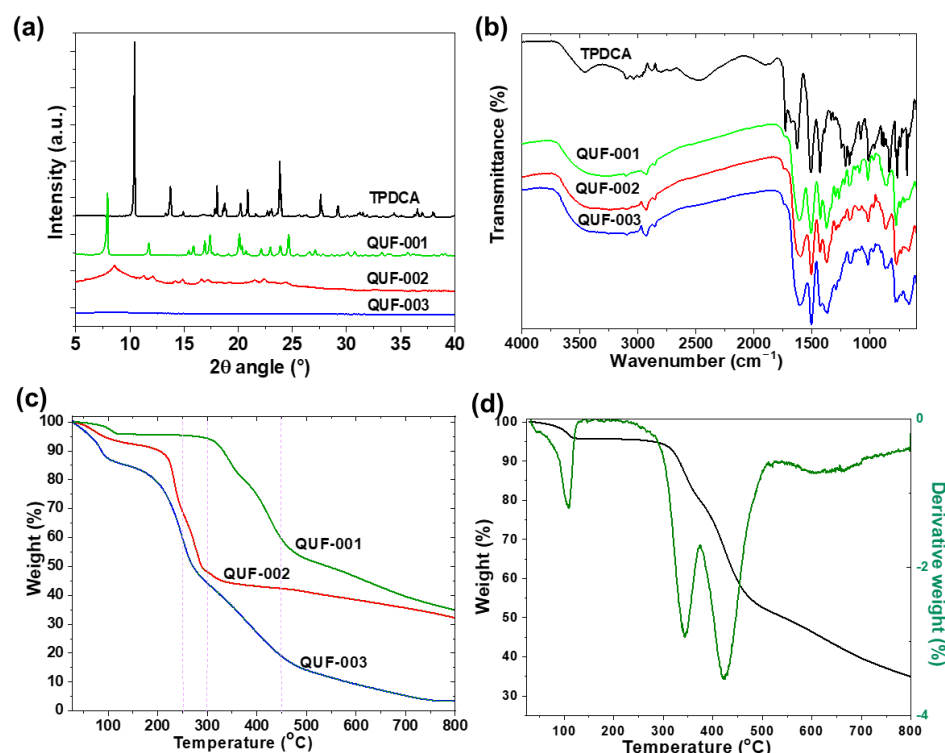 (a)
Intensity (a.u.)
TPDCA
QUF-001
QUF-002
QUF-003
5 10 15 20 25 30 35 40
2θ angle (°)
(b)
Transmittance (%)
TPDCA
QUF-001
QUF-002
QUF-003
4000 3500 3000 2500 2000 1500 1000
Wavenumber (cm⁻¹)
(c)
Weight (%)
100
90
80
70
60
50
40
30
20
10
0
QUF-001
QUF-002
QUF-003
100 200 300 400 500 600 700 800
Temperature (°C)
(d)
Weight (%)
100
90
80
70
60
50
40
30
0
-2
-4
Derivative weight (%)
100 200 300 400 500 600 700 800
Temperature (°C)